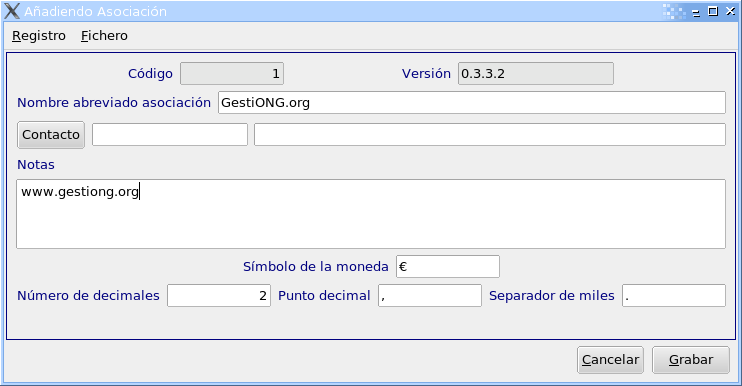 Añadiendo Asociación
Registro Fichero
Código 1 Versión 0.3.3.2
Nombre abreviado asociación GestiONG.org
Contacto
Notas
www.gestiong.org
Símbolo de la moneda €
Número de decimales 2 Punto decimal , Separador de miles .
Cancelar Grabar